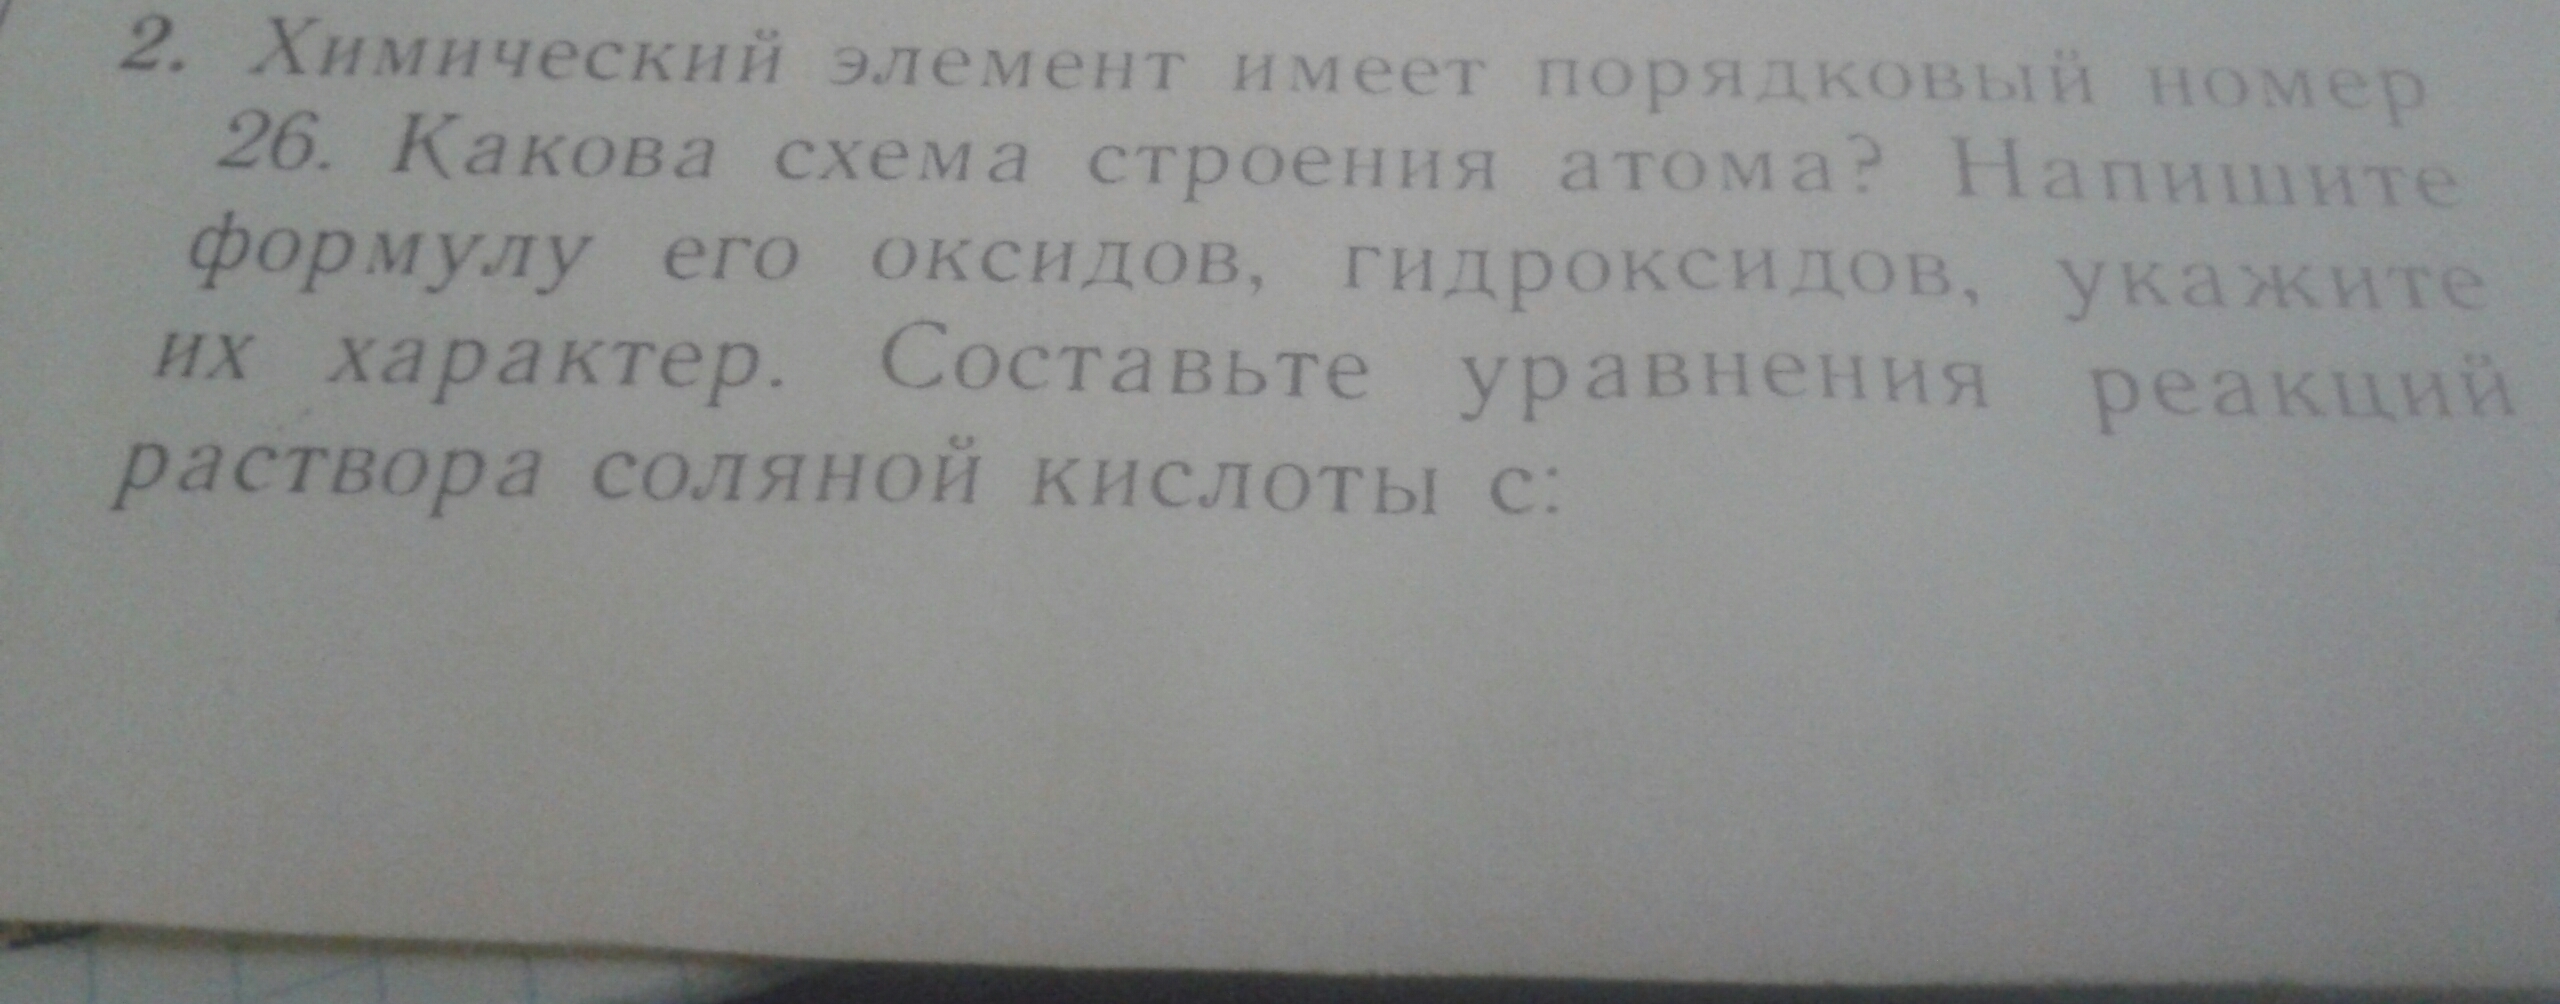 2. Химический элемент имеет порядковый номер
26. Какова схема строения атома? Напишите
формулу его оксидов, гидроксидов, укажите
их характер. Составьте уравнения реакций
раствора соляной кислоты с: